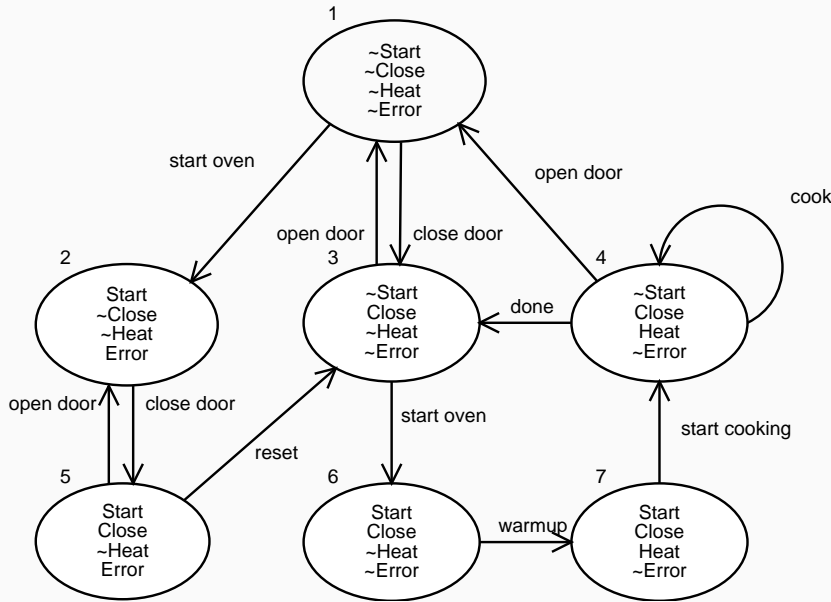 1
~Start
~Close
~Heat
~Error
start oven
open door
cook
open door
close door
2
Start
~Close
~Heat
Error
3
~Start
Close
~Heat
~Error
done
4
~Start
Close
Heat
~Error
open door
close door
reset
start oven
start cooking
5
Start
Close
~Heat
Error
6
Start
Close
~Heat
~Error
warmup
7
Start
Close
Heat
~Error